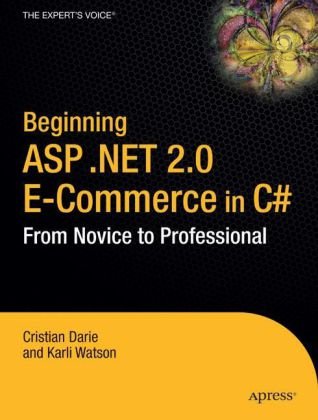 THE EXPERT'S VOICE®
Beginning
ASP .NET 2.0
E-Commerce in C#
From Novice to Professional
Cristian Darie
and Karli Watson
Apress®